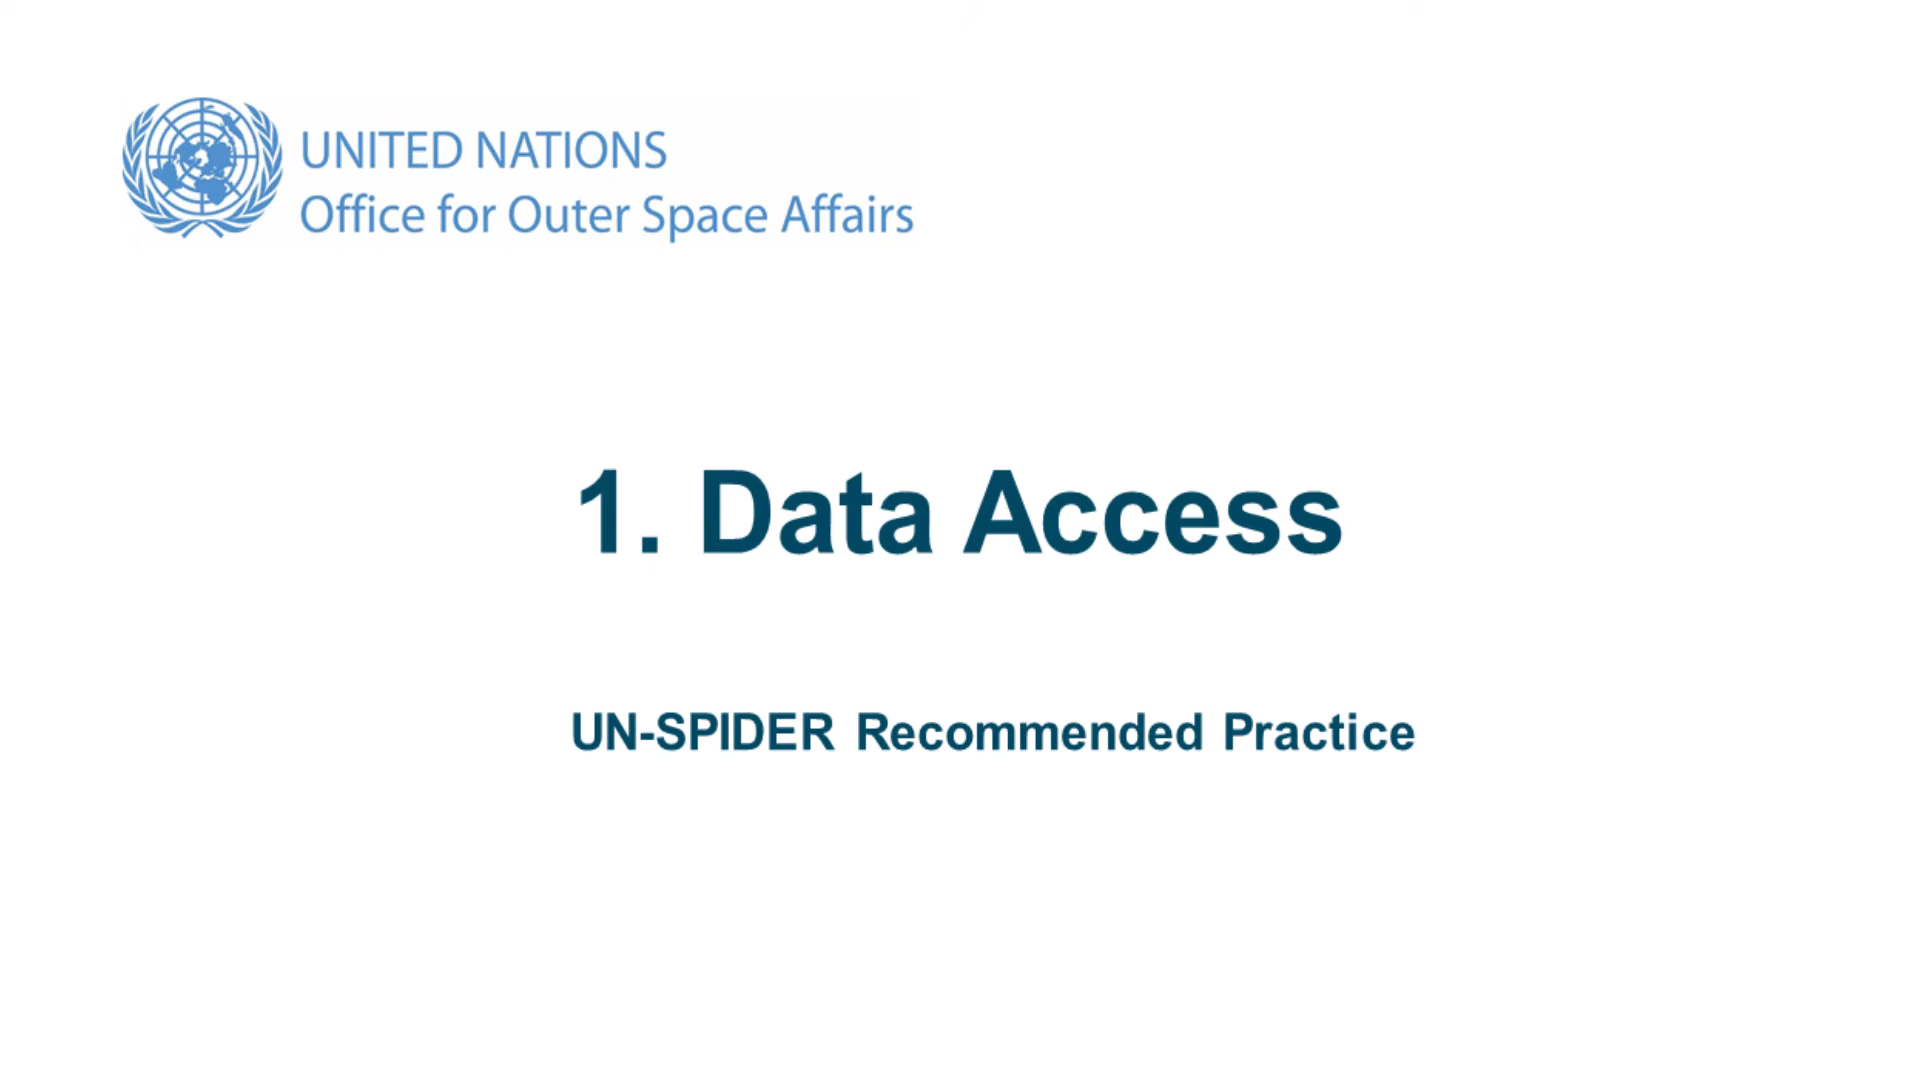 UNITED NATIONS
Office for Outer Space Affairs
1. Data Access
UN-SPIDER Recommended Practice